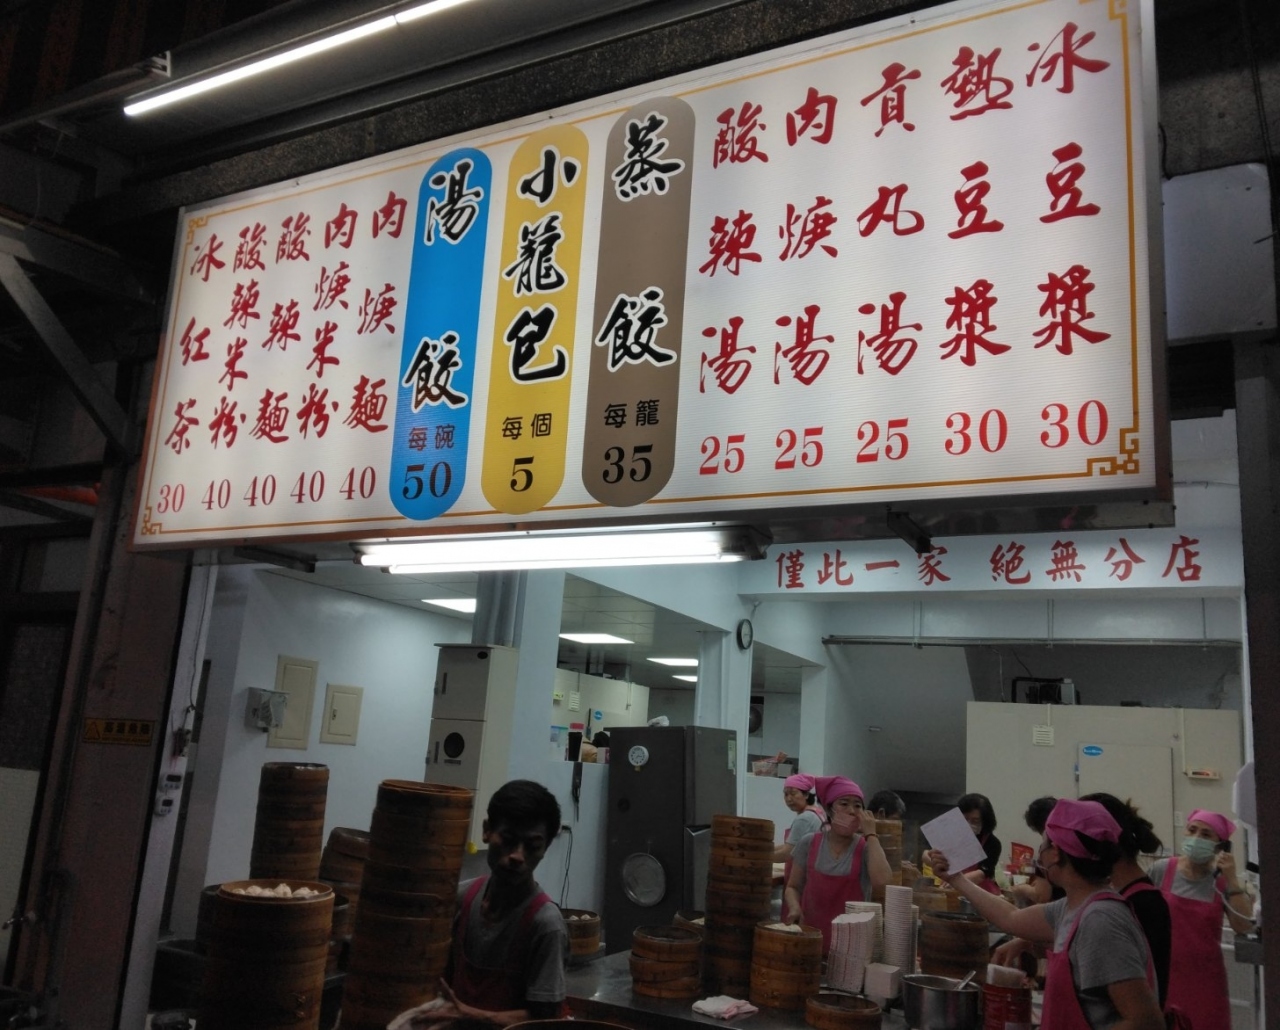 冰豆漿 30
熱豆漿 30
貢丸湯 25
肉焿湯 25
酸辣湯 25
蒸餃 每籠 35
小籠包 每個 5
湯餃 每碗 50
肉焿麵 40
肉焿米粉 40
酸辣麵 40
酸辣米粉 40
冰紅茶 30
僅此一家 絕無分店